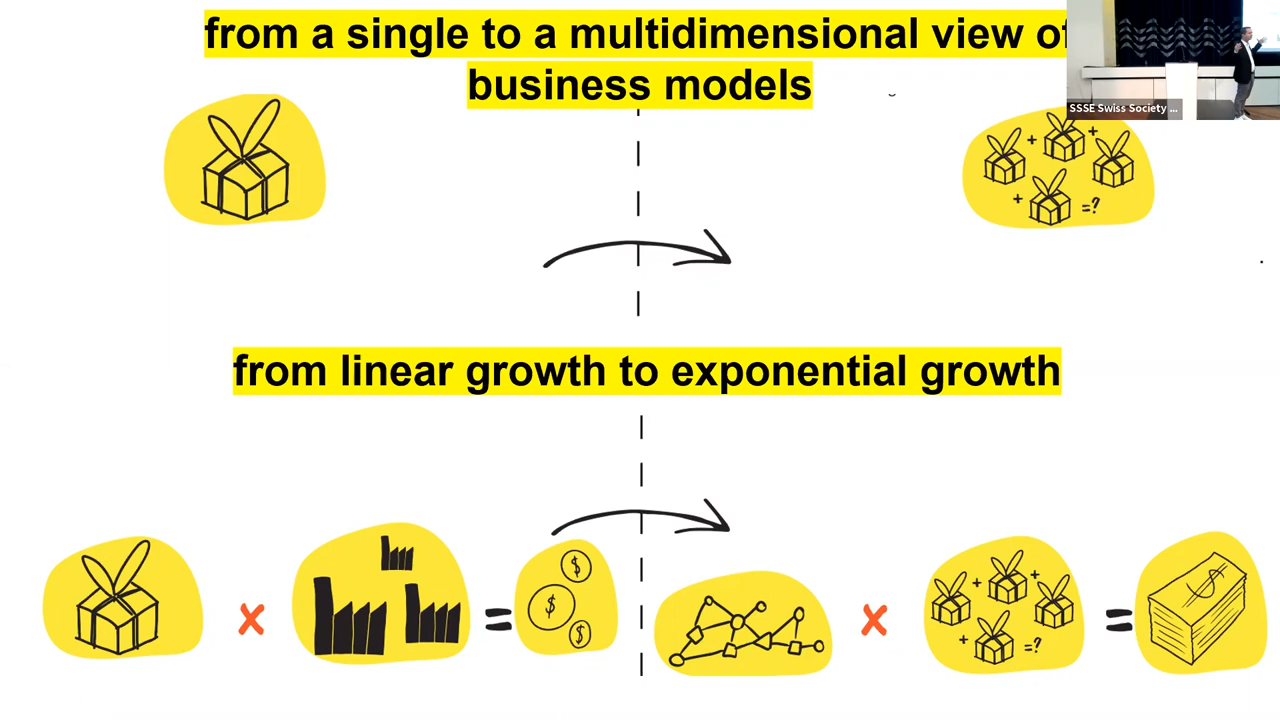 from a single to a multidimensional view of
business models
SSSE Swiss Society ...
+ +
+ =?
from linear growth to exponential growth
$
$
$
+ +
+ =?
$
x = x =